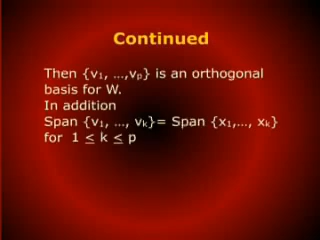 Continued
Then {v₁, …,vₚ} is an orthogonal
basis for W.
In addition
Span {v₁, …, vₖ}= Span {x₁,…, xₖ}
for 1 ≤ k ≤ p